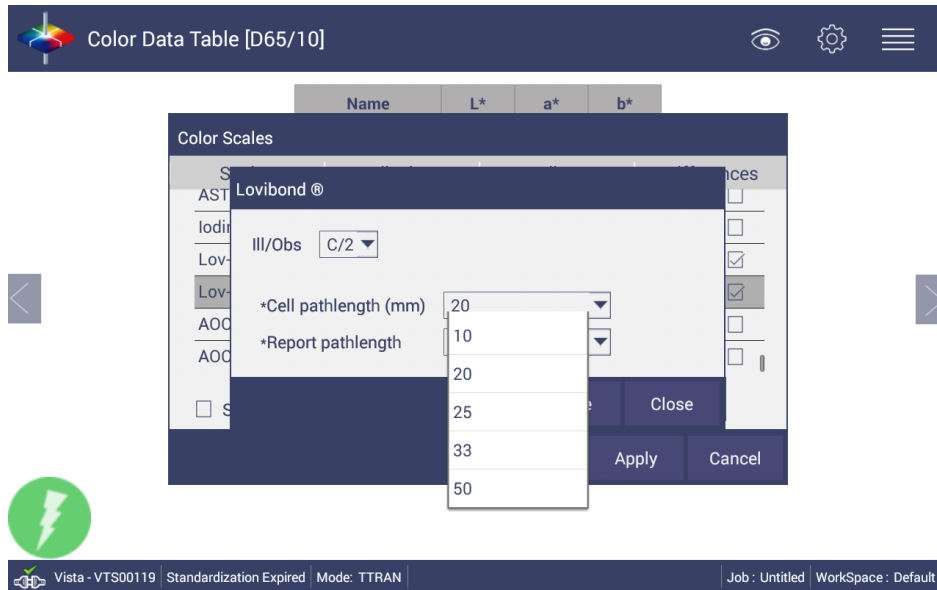 Color Data Table [D65/10]
Name L* a* b*
Color Scales
Lovibond ®
AST
Iodin
Ill/Obs C/2
Lov-
Lov-
*Cell pathlength (mm) 20
AOC
*Report pathlength
10
AOC
20
25
Close
33
Apply Cancel
50
Vista - VTS00119 Standardization Expired Mode: TTRAN Job : Untitled WorkSpace : Default